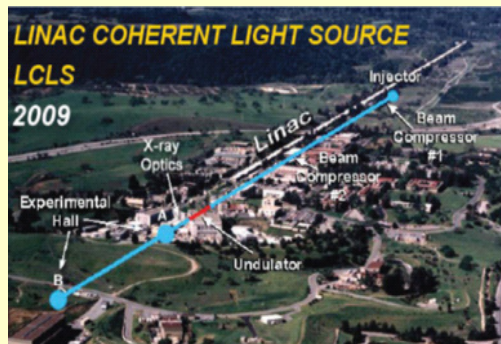 LINAC COHERENT LIGHT SOURCE
LCLS
2009
Injector
Linac
Beam
Compressor
#1
X-ray
Optics
Beam
Compressor
#2
Experimental
Hall
A
Undulator
B